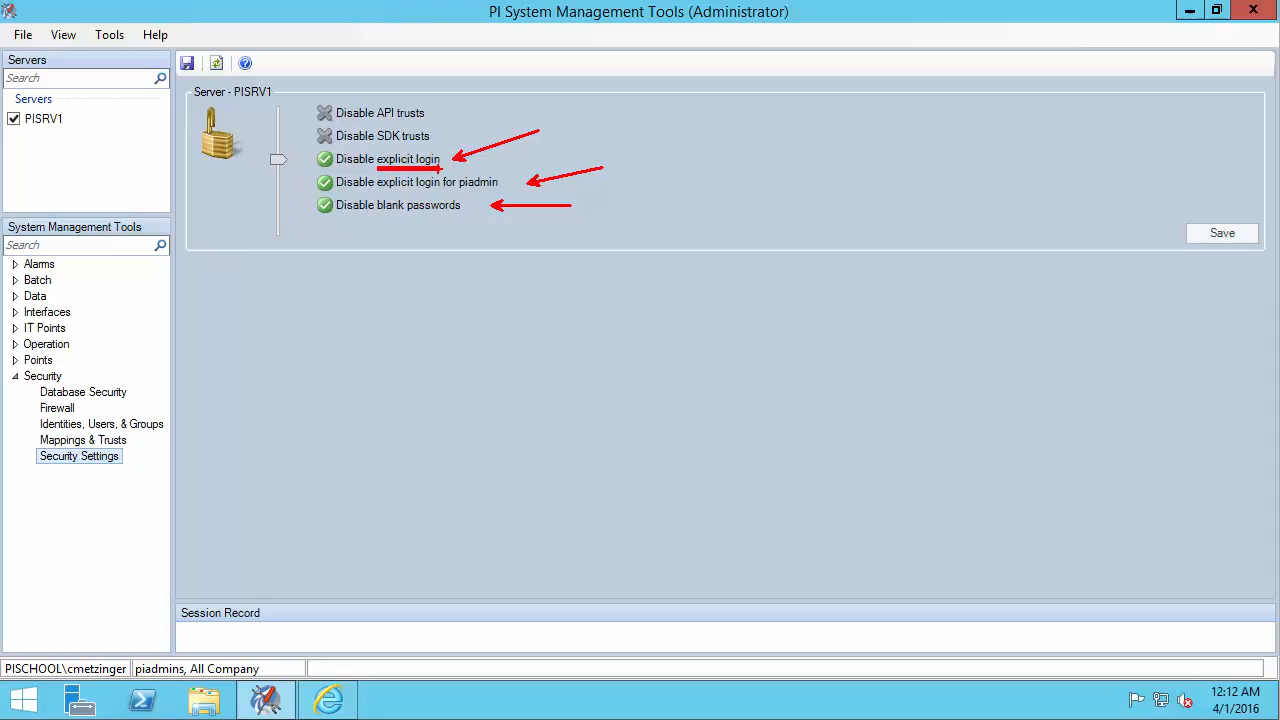 PI System Management Tools (Administrator)
File View Tools Help
Servers
Search
Servers
PISRV1
System Management Tools
Search
Alarms
Batch
Data
Interfaces
IT Points
Operation
Points
Security
Database Security
Firewall
Identities, Users, & Groups
Mappings & Trusts
Security Settings
Server - PISRV1
Disable API trusts
Disable SDK trusts
Disable explicit login
Disable explicit login for piadmin
Disable blank passwords
Save
Session Record
PISCHOOL\cmetzinger piadmins, All Company
12:12 AM
4/1/2016